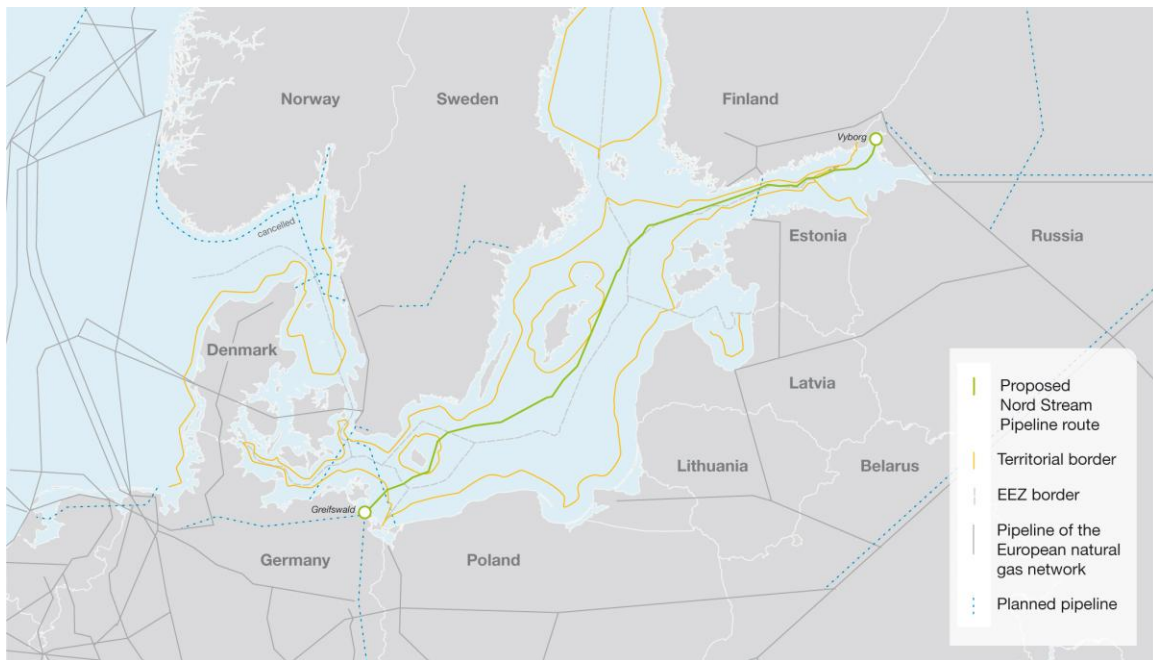 Norway
Sweden
Finland
Vyborg
cancelled
Estonia
Russia
Denmark
Latvia
Lithuania
Belarus
Greifswald
Germany
Poland
Proposed
Nord Stream
Pipeline route
Territorial border
EEZ border
Pipeline of the
European natural
gas network
Planned pipeline